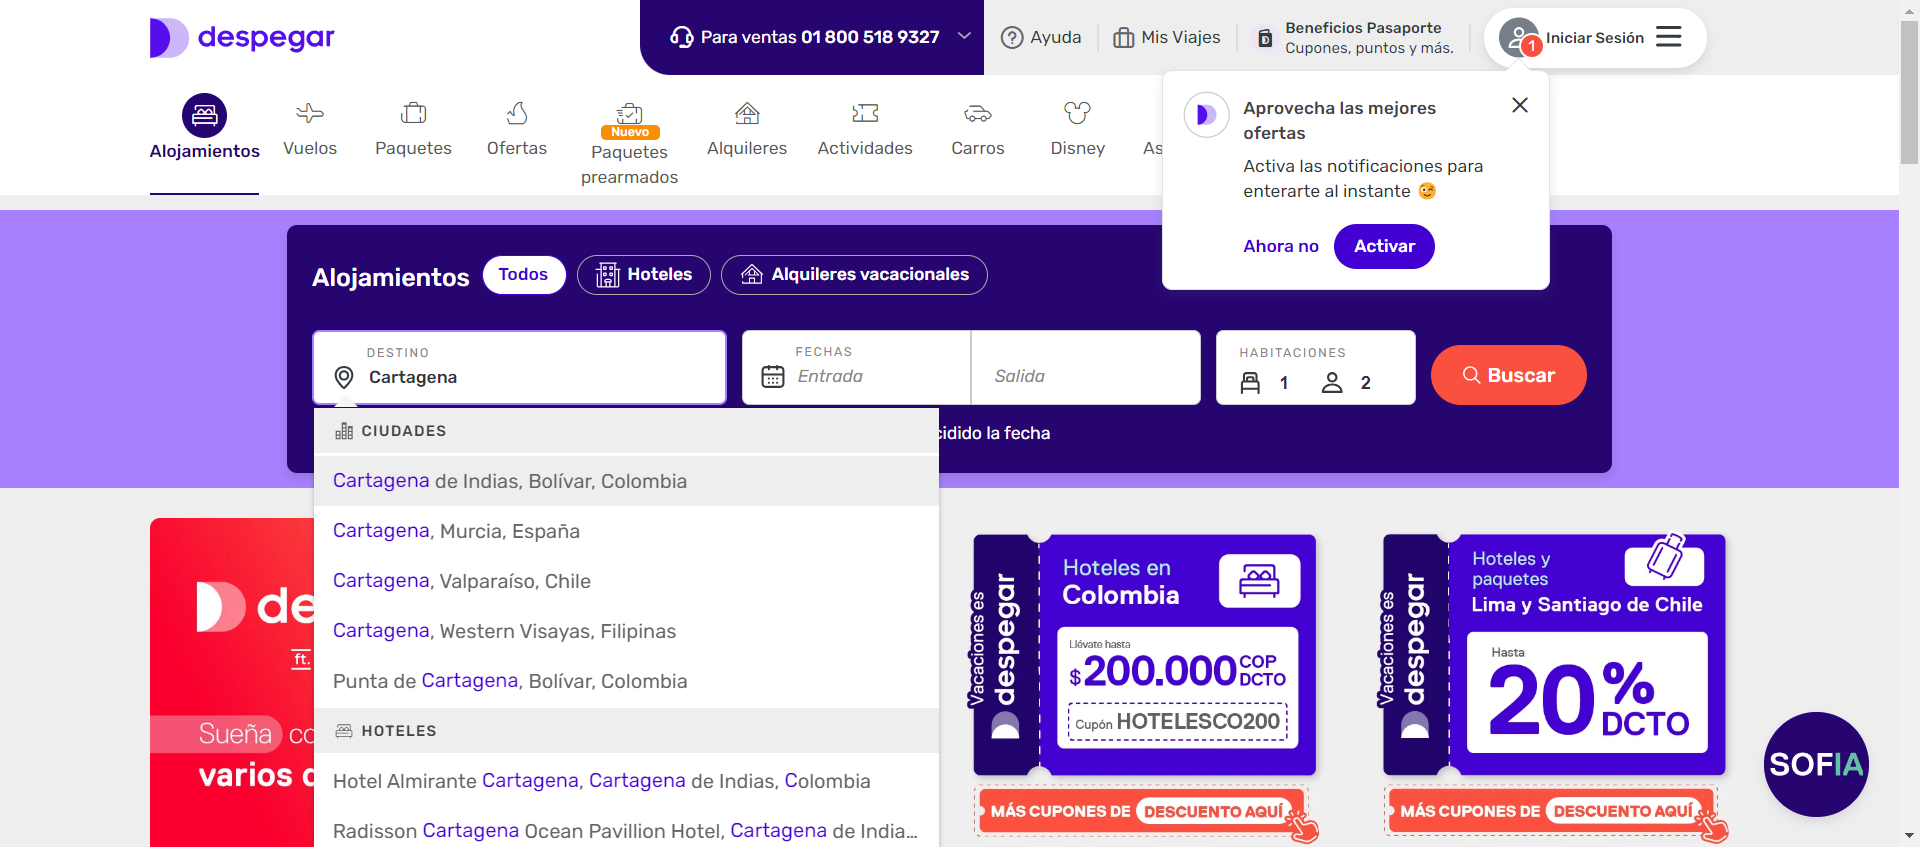 despegar
Para ventas 01 800 518 9327
Ayuda
Mis Viajes
Beneficios Pasaporte
Cupones, puntos y más.
1
Iniciar Sesión
Alojamientos
Vuelos
Paquetes
Ofertas
Nuevo
Paquetes
prearmados
Alquileres
Actividades
Carros
Disney
As
Aprovecha las mejores
ofertas
Activa las notificaciones para
enterarte al instante 😉
Ahora no
Activar
Alojamientos
Todos
Hoteles
Alquileres vacacionales
DESTINO
Cartagena
FECHAS
Entrada
Salida
HABITACIONES
1
2
Buscar
cidido la fecha
CIUDADES
Cartagena de Indias, Bolívar, Colombia
Cartagena, Murcia, España
Cartagena, Valparaíso, Chile
Cartagena, Western Visayas, Filipinas
Punta de Cartagena, Bolívar, Colombia
HOTELES
Hotel Almirante Cartagena, Cartagena de Indias, Colombia
Radisson Cartagena Ocean Pavillion Hotel, Cartagena de India...
de
ft.
Sueña co
varios d
Vacaciones es
despegar
Hoteles en
Colombia
Llévate hasta
$200.000 COP
DCTO
Cupón HOTELESCO200
MÁS CUPONES DE DESCUENTO AQUÍ
Vacaciones es
despegar
Hoteles y
paquetes
Lima y Santiago de Chile
Hasta
20%
DCTO
MÁS CUPONES DE DESCUENTO AQUÍ
SOFIA